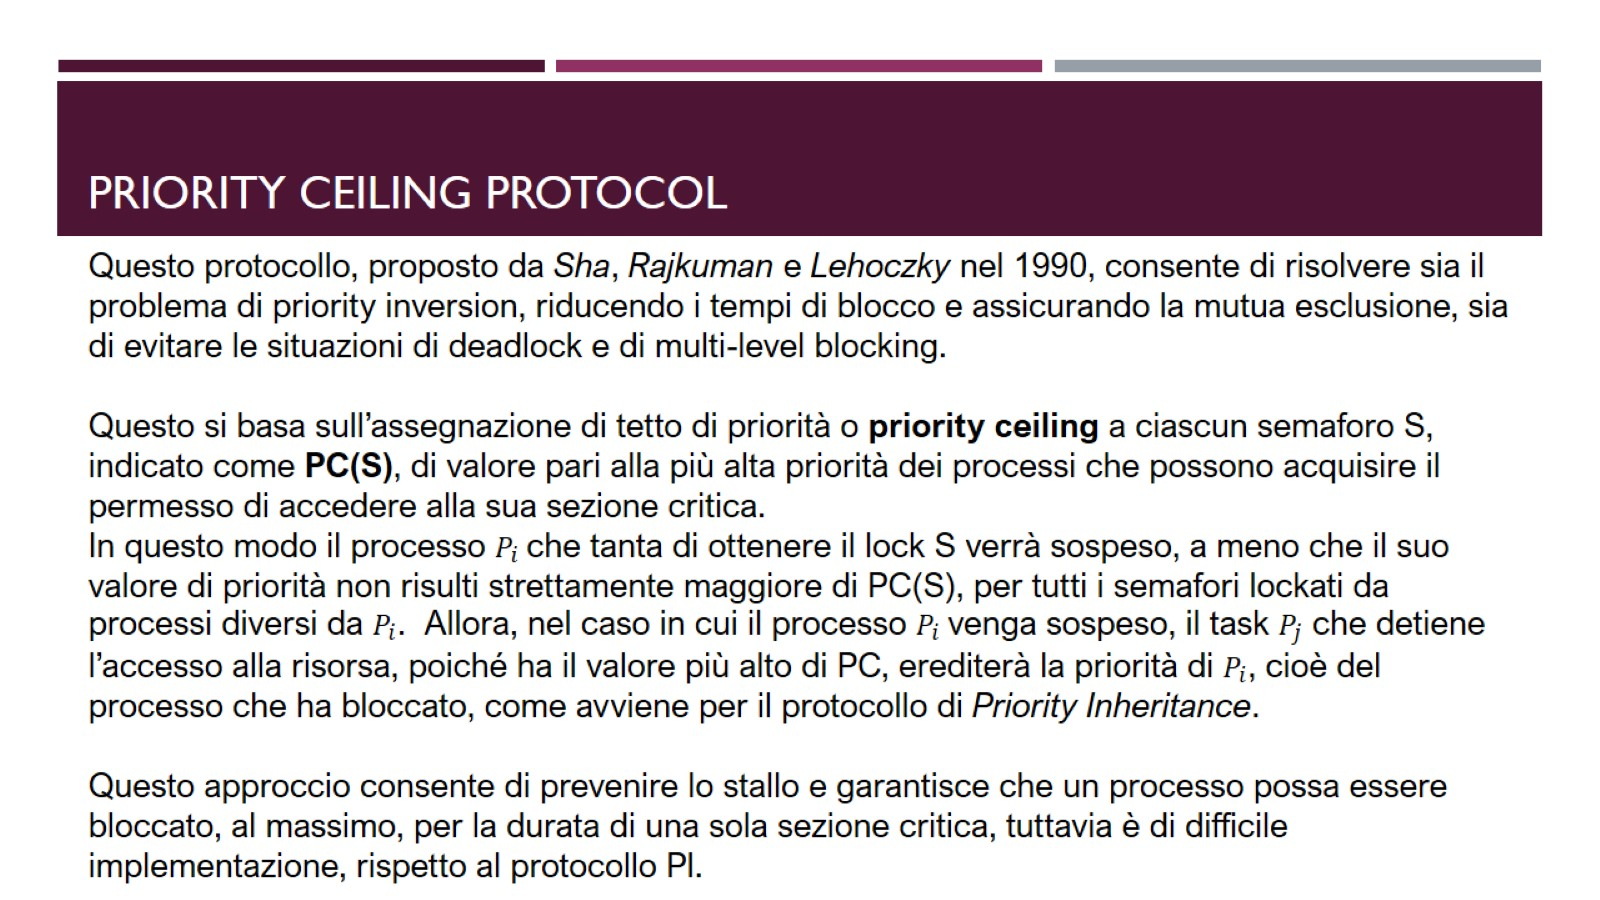 PRIORITY CEILING PROTOCOL
Questo protocollo, proposto da Sha, Rajkuman e Lehoczky nel 1990, consente di risolvere sia il
problema di priority inversion, riducendo i tempi di blocco e assicurando la mutua esclusione, sia
di evitare le situazioni di deadlock e di multi-level blocking.
Questo si basa sull’assegnazione di tetto di priorità o priority ceiling a ciascun semaforo S,
indicato come PC(S), di valore pari alla più alta priorità dei processi che possono acquisire il
permesso di accedere alla sua sezione critica.
In questo modo il processo Pᵢ che tanta di ottenere il lock S verrà sospeso, a meno che il suo
valore di priorità non risulti strettamente maggiore di PC(S), per tutti i semafori lockati da
processi diversi da Pᵢ. Allora, nel caso in cui il processo Pᵢ venga sospeso, il task Pⱼ che detiene
l’accesso alla risorsa, poiché ha il valore più alto di PC, erediterà la priorità di Pᵢ, cioè del
processo che ha bloccato, come avviene per il protocollo di Priority Inheritance.
Questo approccio consente di prevenire lo stallo e garantisce che un processo possa essere
bloccato, al massimo, per la durata di una sola sezione critica, tuttavia è di difficile
implementazione, rispetto al protocollo PI.